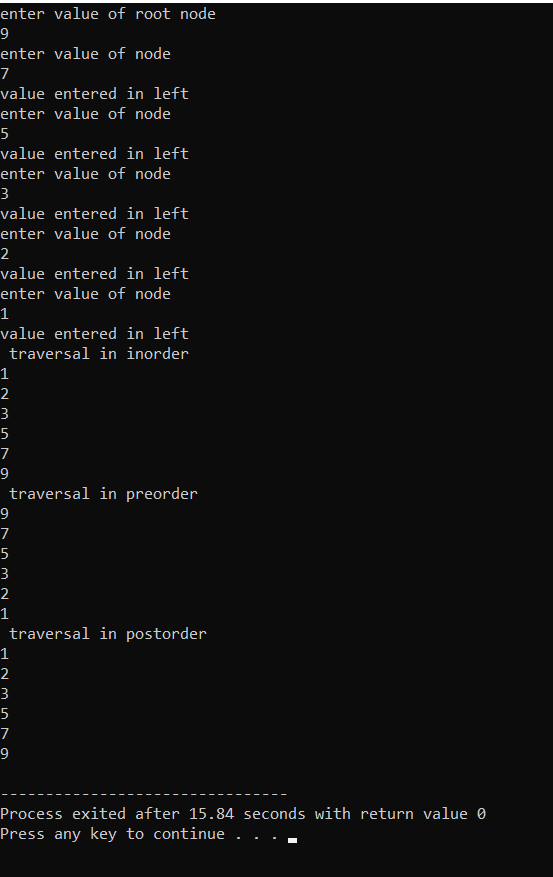 enter value of root node
9
enter value of node
7
value entered in left
enter value of node
5
value entered in left
enter value of node
3
value entered in left
enter value of node
2
value entered in left
enter value of node
1
value entered in left
 traversal in inorder
1
2
3
5
7
9
 traversal in preorder
9
7
5
3
2
1
 traversal in postorder
1
2
3
5
7
9

--------------------------------
Process exited after 15.84 seconds with return value 0
Press any key to continue . . .